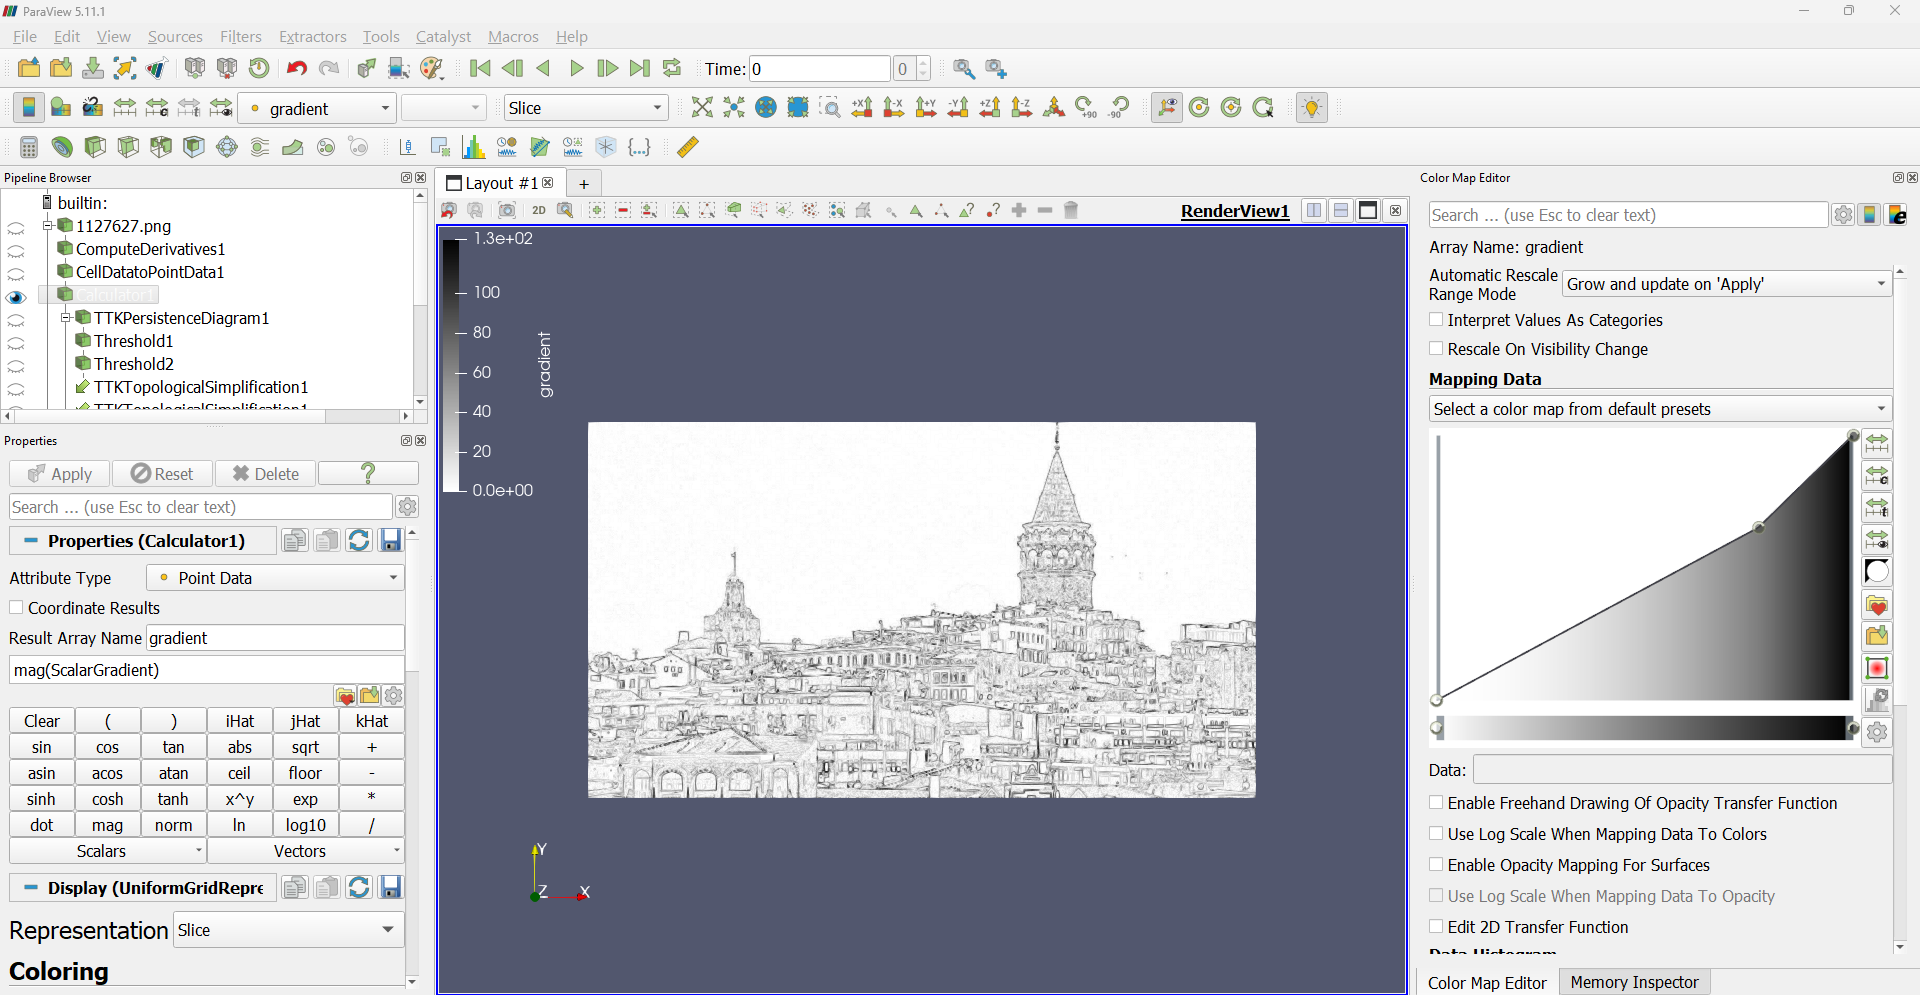 ParaView 5.11.1
File Edit View Sources Filters Extractors Tools Catalyst Macros Help
Time: 0 0
gradient Slice
+X -X +Y -Y +Z -Z +90 -90
Pipeline Browser
builtin:
1127627.png
ComputeDerivatives1
CellDatatoPointData1
Calculator1
TTKPersistenceDiagram1
Threshold1
Threshold2
TTKTopologicalSimplification1
TTKTopologicalSimplification1
Properties
Apply Reset Delete ?
Search ... (use Esc to clear text)
Properties (Calculator1)
Attribute Type Point Data
Coordinate Results
Result Array Name gradient
mag(ScalarGradient)
Clear ( ) iHat jHat kHat
sin cos tan abs sqrt +
asin acos atan ceil floor -
sinh cosh tanh x^y exp *
dot mag norm ln log10 /
Scalars Vectors
Display (UniformGridRepre
Representation Slice
Coloring
Layout #1 +
2D RenderView1
1.3e+02
100
80
60
40
20
0.0e+00
gradient
Y
Z X
Color Map Editor
Search ... (use Esc to clear text)
Array Name: gradient
Automatic Rescale
Range Mode Grow and update on 'Apply'
Interpret Values As Categories
Rescale On Visibility Change
Mapping Data
Select a color map from default presets
Data:
Enable Freehand Drawing Of Opacity Transfer Function
Use Log Scale When Mapping Data To Colors
Enable Opacity Mapping For Surfaces
Use Log Scale When Mapping Data To Opacity
Edit 2D Transfer Function
Data Histogram
Color Map Editor Memory Inspector